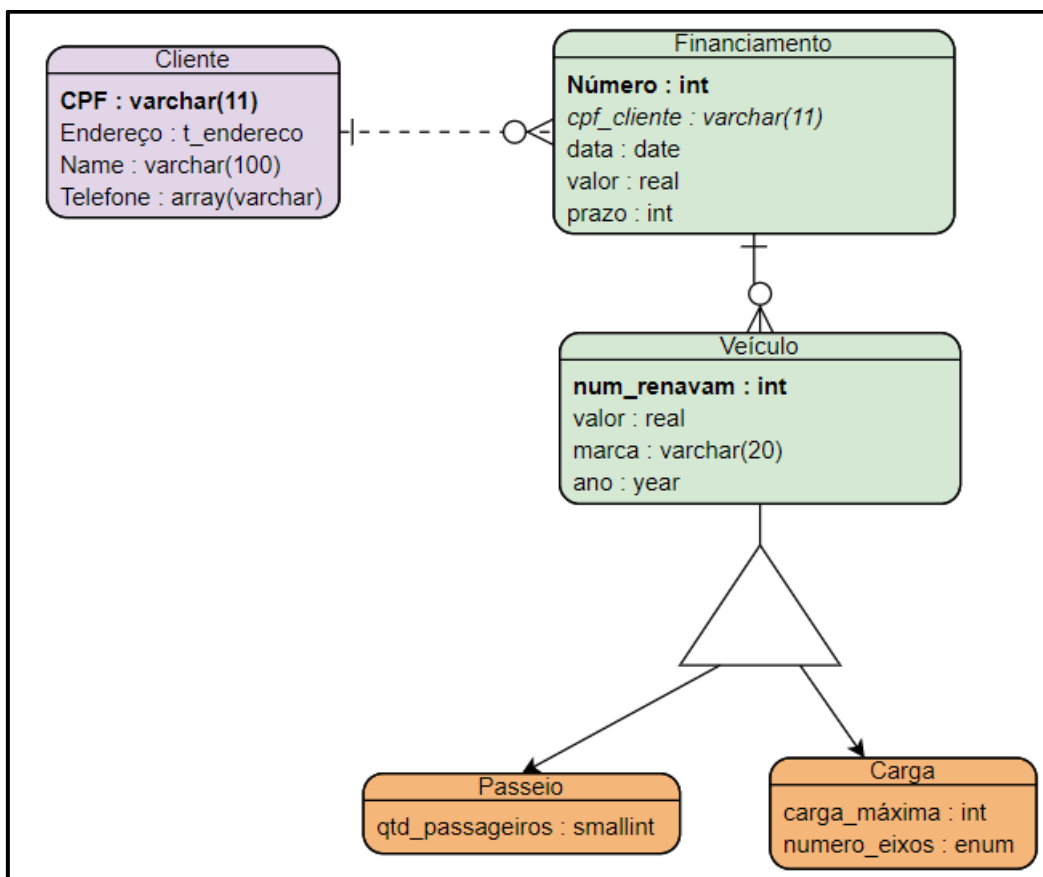 Cliente
CPF : varchar(11)
Endereço : t_endereco
Name : varchar(100)
Telefone : array(varchar)
Financiamento
Número : int
cpf_cliente : varchar(11)
data : date
valor : real
prazo : int
Veículo
num_renavam : int
valor : real
marca : varchar(20)
ano : year
Passeio
qtd_passageiros : smallint
Carga
carga_máxima : int
numero_eixos : enum